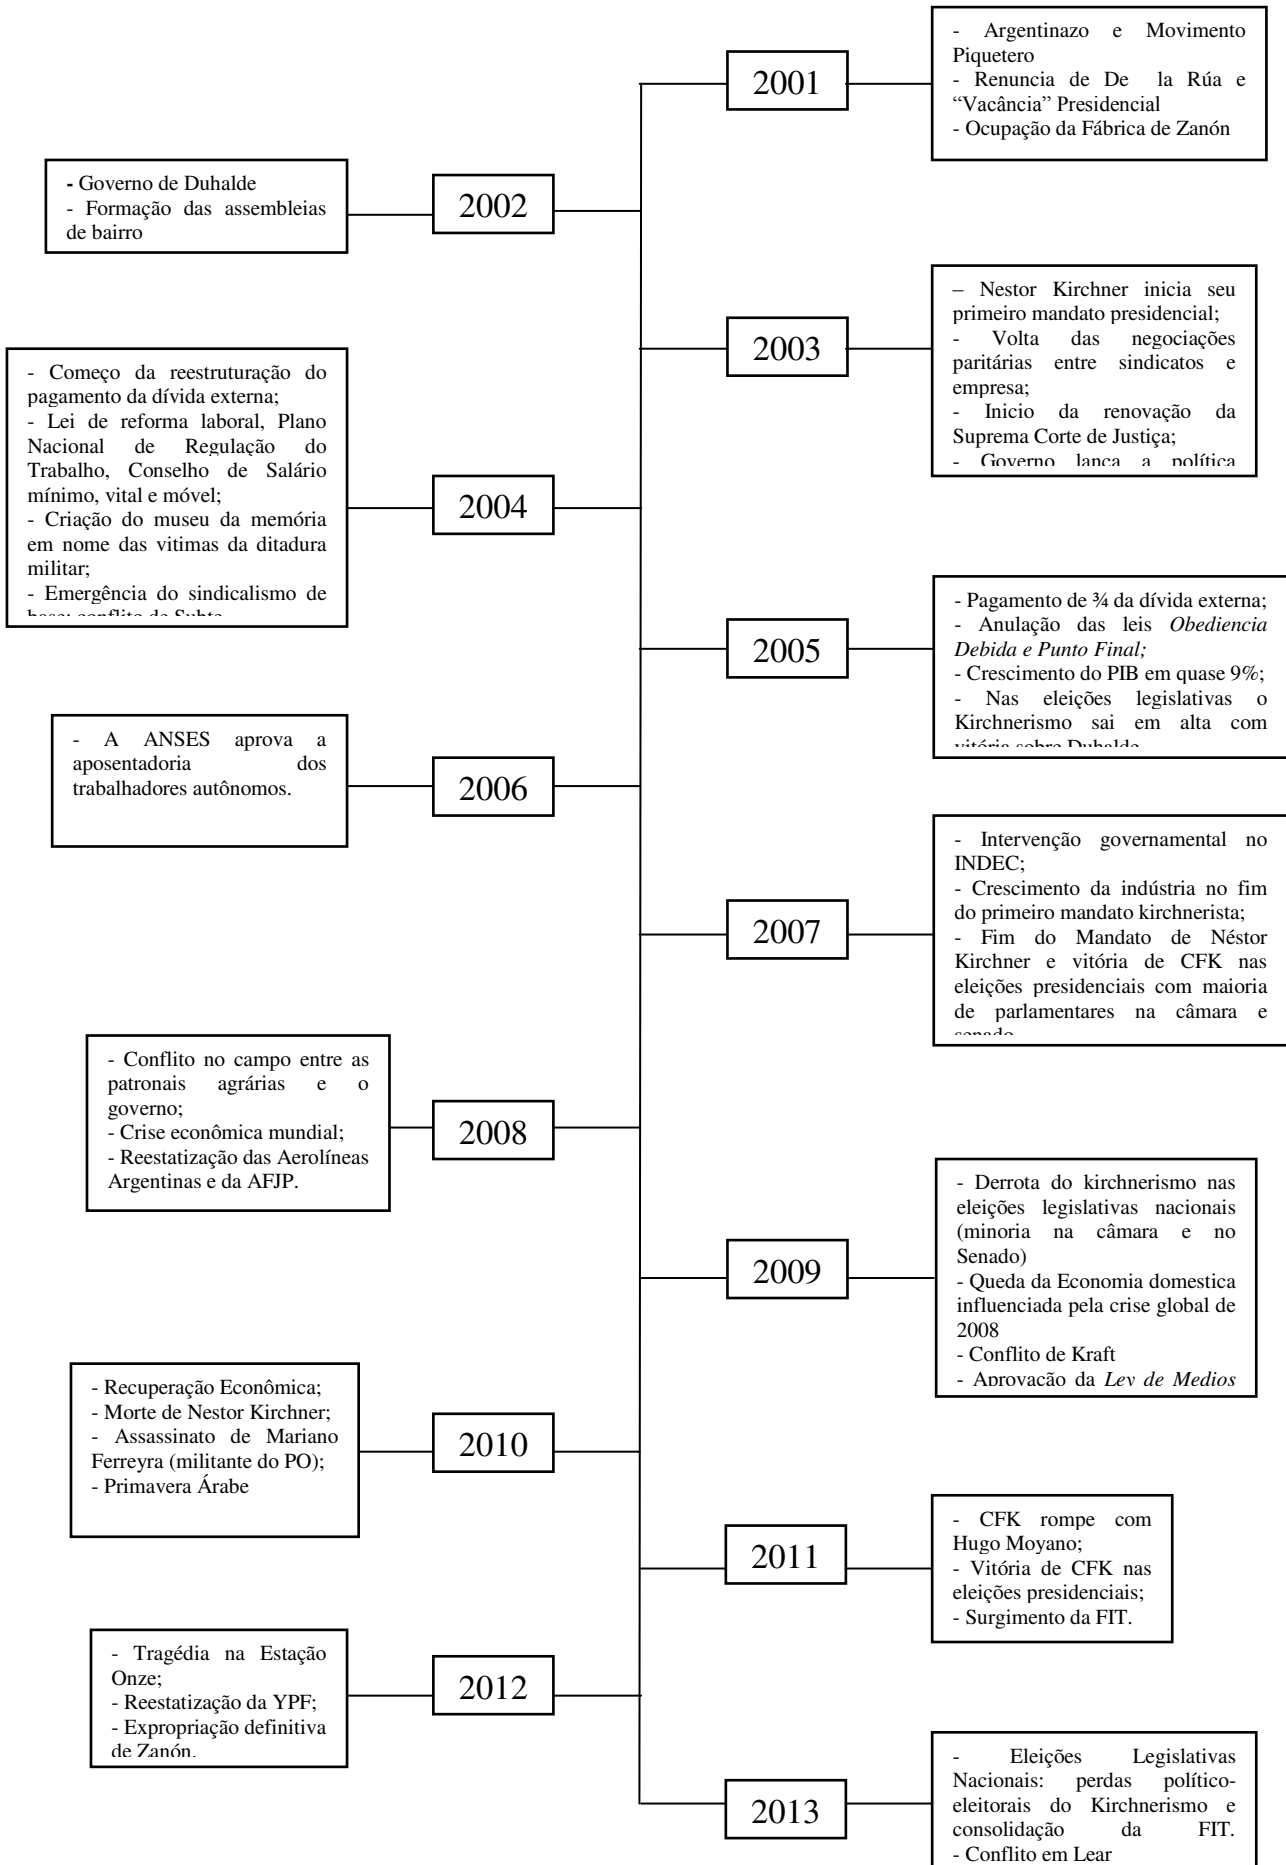 2001
- Argentinazo e Movimento
Piquetero
- Renuncia de De la Rúa e
“Vacância” Presidencial
- Ocupação da Fábrica de Zanón
2002
- Governo de Duhalde
- Formação das assembleias
de bairro
2003
– Nestor Kirchner inicia seu
primeiro mandato presidencial;
- Volta das negociações
paritárias entre sindicatos e
empresa;
- Inicio da renovação da
Suprema Corte de Justiça;
- Governo lança a política
2004
- Começo da reestruturação do
pagamento da dívida externa;
- Lei de reforma laboral, Plano
Nacional de Regulação do
Trabalho, Conselho de Salário
mínimo, vital e móvel;
- Criação do museu da memória
em nome das vitimas da ditadura
militar;
- Emergência do sindicalismo de
base: conflito do Subte
2005
- Pagamento de ¾ da dívida externa;
- Anulação das leis Obediencia
Debida e Punto Final;
- Crescimento do PIB em quase 9%;
- Nas eleições legislativas o
Kirchnerismo sai em alta com
vitória sobre Duhalde
2006
- A ANSES aprova a
aposentadoria dos
trabalhadores autônomos.
2007
- Intervenção governamental no
INDEC;
- Crescimento da indústria no fim
do primeiro mandato kirchnerista;
- Fim do Mandato de Néstor
Kirchner e vitória de CFK nas
eleições presidenciais com maioria
de parlamentares na câmara e
senado
2008
- Conflito no campo entre as
patronais agrárias e o
governo;
- Crise econômica mundial;
- Reestatização das Aerolíneas
Argentinas e da AFJP.
2009
- Derrota do kirchnerismo nas
eleições legislativas nacionais
(minoria na câmara e no
Senado)
- Queda da Economia domestica
influenciada pela crise global de
2008
- Conflito de Kraft
- Aprovação da Ley de Medios
2010
- Recuperação Econômica;
- Morte de Nestor Kirchner;
- Assassinato de Mariano
Ferreyra (militante do PO);
- Primavera Árabe
2011
- CFK rompe com
Hugo Moyano;
- Vitória de CFK nas
eleições presidenciais;
- Surgimento da FIT.
2012
- Tragédia na Estação
Onze;
- Reestatização da YPF;
- Expropriação definitiva
de Zanón.
2013
- Eleições Legislativas
Nacionais: perdas político-
eleitorais do Kirchnerismo e
consolidação da FIT.
- Conflito em Lear